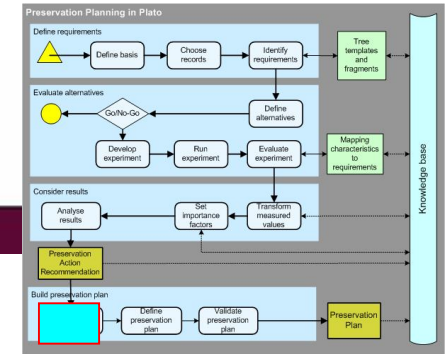 Preservation Planning in Plato
Define requirements
Define basis
Choose
records
Identify
requirements
Tree
templates
and
fragments
Evaluate alternatives
Go/No-Go
Define
alternatives
Develop
experiment
Run
experiment
Evaluate
experiment
Mapping
characteristics
to
requirements
Knowledge base
Consider results
Analyse
results
Set
importance
factors
Transform
measured
values
Preservation
Action
Recommendation
Build preservation plan
Define
preservation
plan
Validate
preservation
plan
Preservation
Plan